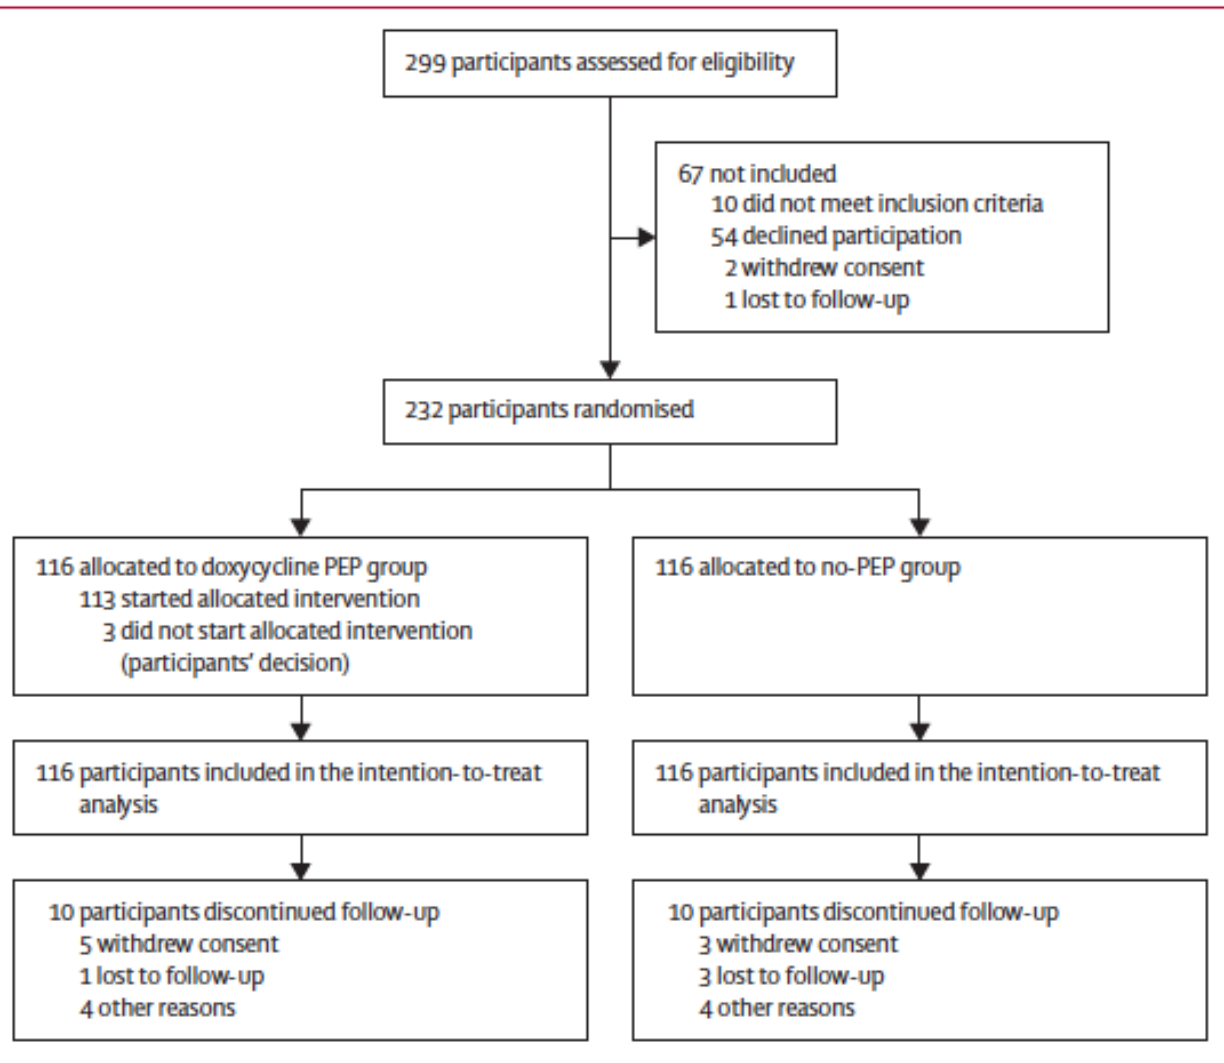 299 participants assessed for eligibility
67 not included
10 did not meet inclusion criteria
54 declined participation
2 withdrew consent
1 lost to follow-up
232 participants randomised
116 allocated to doxycycline PEP group
113 started allocated intervention
3 did not start allocated intervention
(participants’ decision)
116 allocated to no-PEP group
116 participants included in the intention-to-treat
analysis
116 participants included in the intention-to-treat
analysis
10 participants discontinued follow-up
5 withdrew consent
1 lost to follow-up
4 other reasons
10 participants discontinued follow-up
3 withdrew consent
3 lost to follow-up
4 other reasons